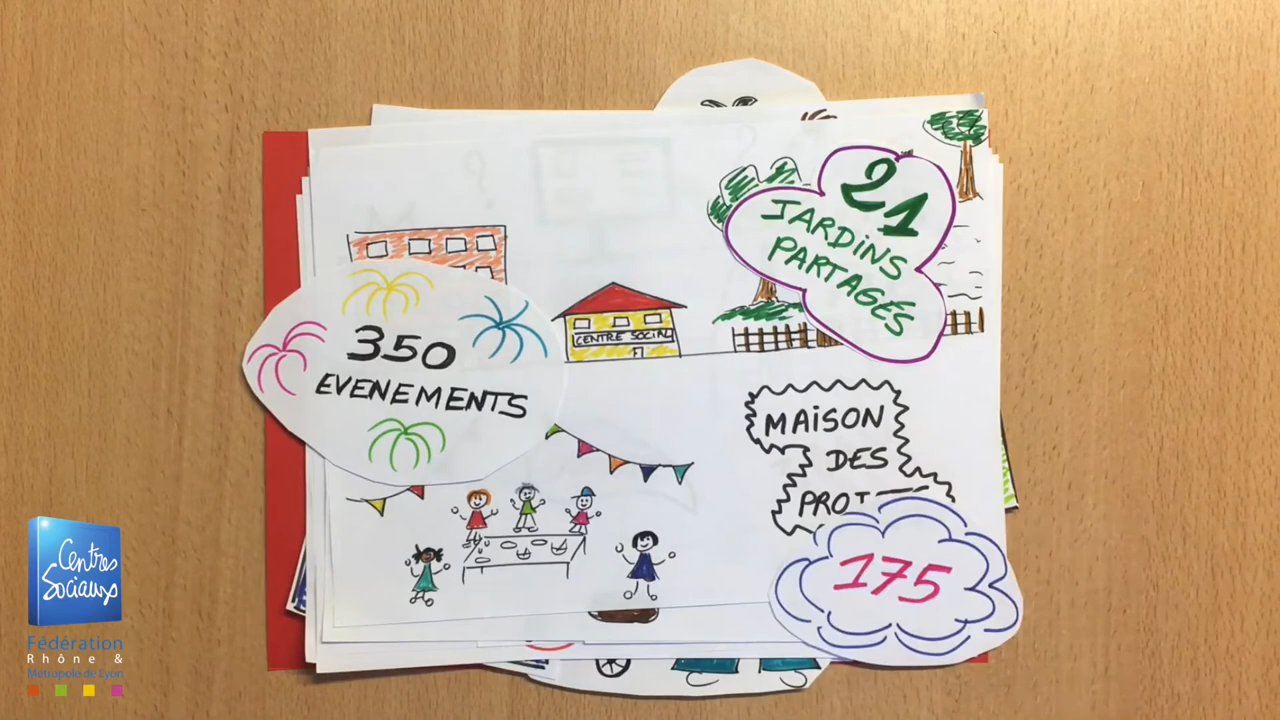 21
JARDiNS
PARTAGÉS
350
EVENEMENTS
CENTRE SOCIAL
MAiSON
DES
175
Centres
Sociaux
Fédération
Rhône &
Métropole de Lyon